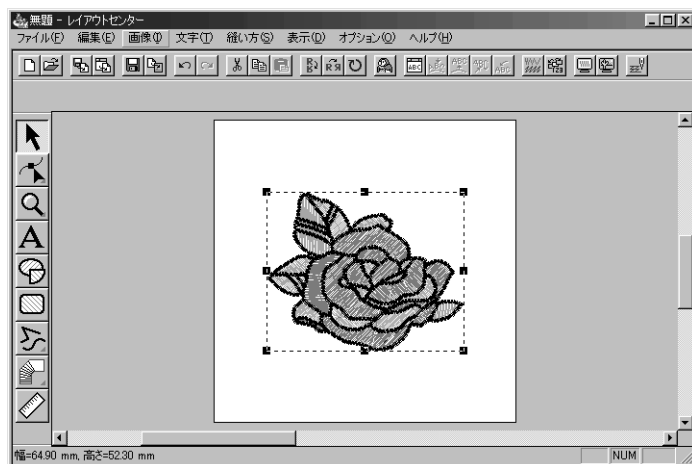 無題 - レイアウトセンター
ファイル(F) 編集(E) 画像(I) 文字(T) 縫い方(S) 表示(D) オプション(O) ヘルプ(H)
幅=64.90 mm, 高さ=52.30 mm NUM